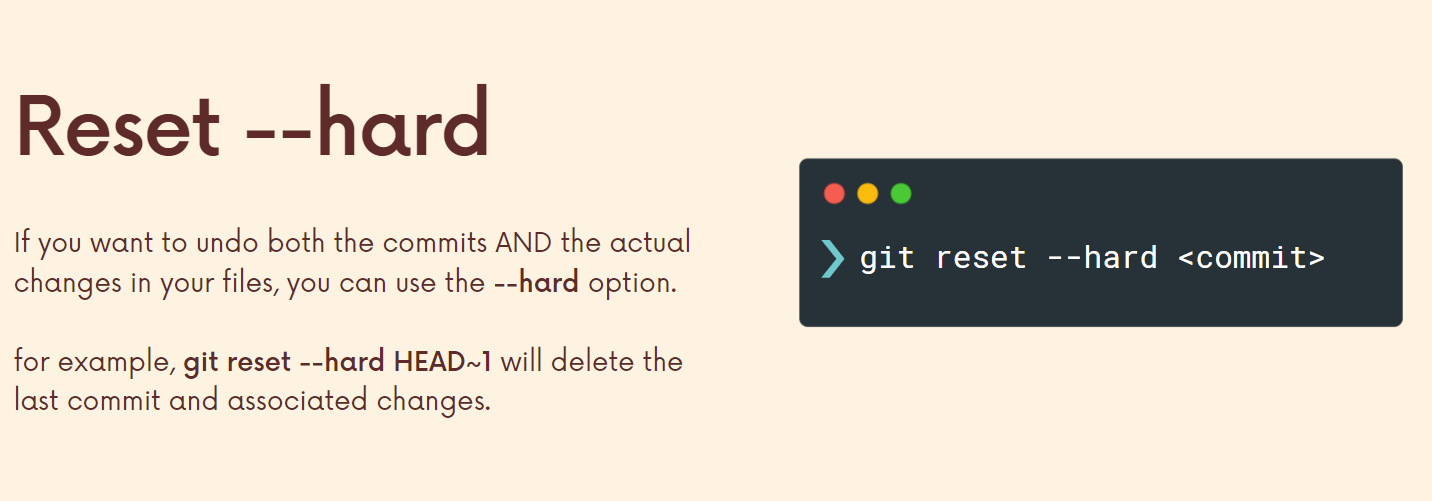 Reset --hard
If you want to undo both the commits AND the actual
changes in your files, you can use the --hard option.
for example, git reset --hard HEAD~1 will delete the
last commit and associated changes.
❯ git reset --hard <commit>